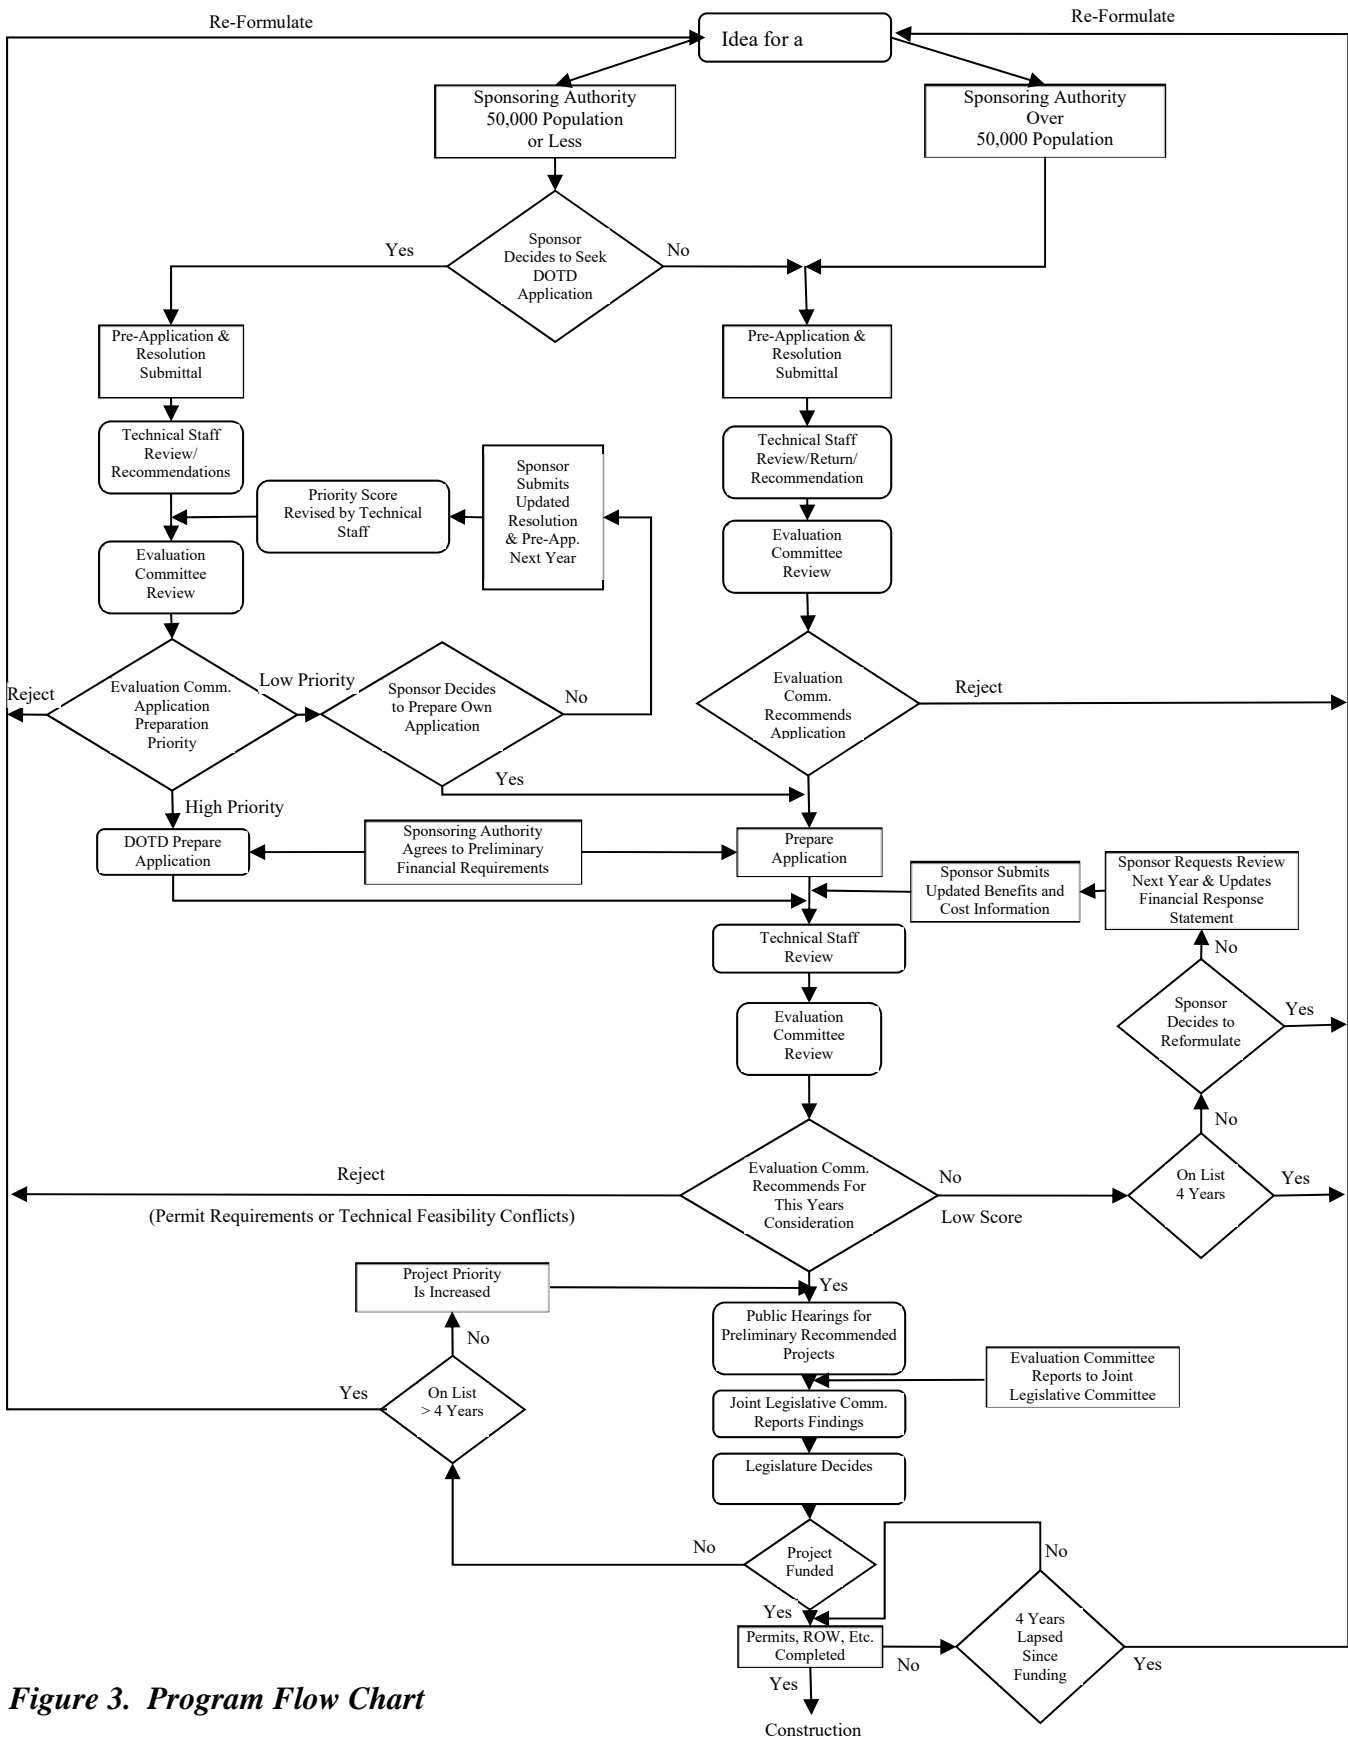 Re-Formulate
Re-Formulate
Idea for a
Sponsoring Authority
50,000 Population
or Less
Sponsoring Authority
Over
50,000 Population
Yes
Sponsor
Decides to Seek
DOTD
Application
No
Pre-Application &
Resolution
Submittal
Pre-Application &
Resolution
Submittal
Technical Staff
Review/
Recommendations
Technical Staff
Review/Return/
Recommendation
Sponsor
Submits
Updated
Resolution
& Pre-App.
Next Year
Priority Score
Revised by Technical
Staff
Evaluation
Committee
Review
Evaluation
Committee
Review
Reject
Evaluation Comm.
Application
Preparation
Priority
Low Priority
Sponsor Decides
to Prepare Own
Application
No
Evaluation
Comm.
Recommends
Application
Reject
Yes
High Priority
DOTD Prepare
Application
Sponsoring Authority
Agrees to Preliminary
Financial Requirements
Prepare
Application
Sponsor Submits
Updated Benefits and
Cost Information
Sponsor Requests Review
Next Year & Updates
Financial Response
Statement
Technical Staff
Review
No
Sponsor
Decides to
Reformulate
Yes
Evaluation
Committee
Review
No
Reject
(Permit Requirements or Technical Feasibility Conflicts)
Evaluation Comm.
Recommends For
This Years
Consideration
No
Low Score
On List
4 Years
Yes
Project Priority
Is Increased
Yes
Public Hearings for
Preliminary Recommended
Projects
No
Evaluation Committee
Reports to Joint
Legislative Committee
Yes
On List
> 4 Years
Joint Legislative Comm.
Reports Findings
Legislature Decides
No
Project
Funded
No
Yes
4 Years
Lapsed
Since
Funding
Permits, ROW, Etc.
Completed
No
Yes
Yes
Construction
Figure 3. Program Flow Chart